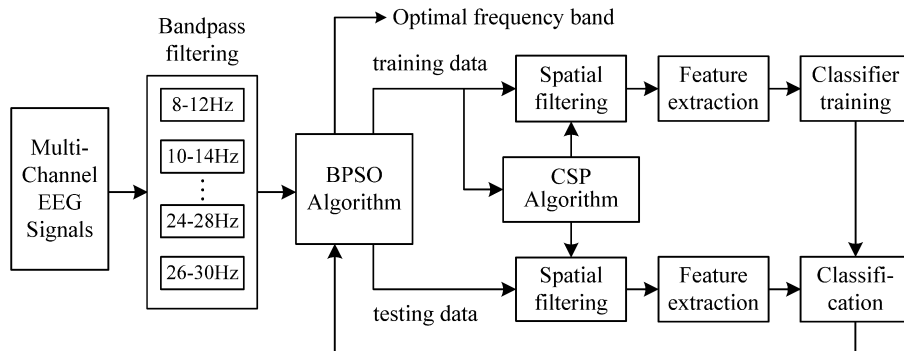 Multi-
Channel
EEG
Signals
Bandpass
filtering
8-12Hz
10-14Hz
24-28Hz
26-30Hz
BPSO
Algorithm
Optimal frequency band
training data
testing data
Spatial
filtering
Feature
extraction
Classifier
training
CSP
Algorithm
Spatial
filtering
Feature
extraction
Classifi-
cation